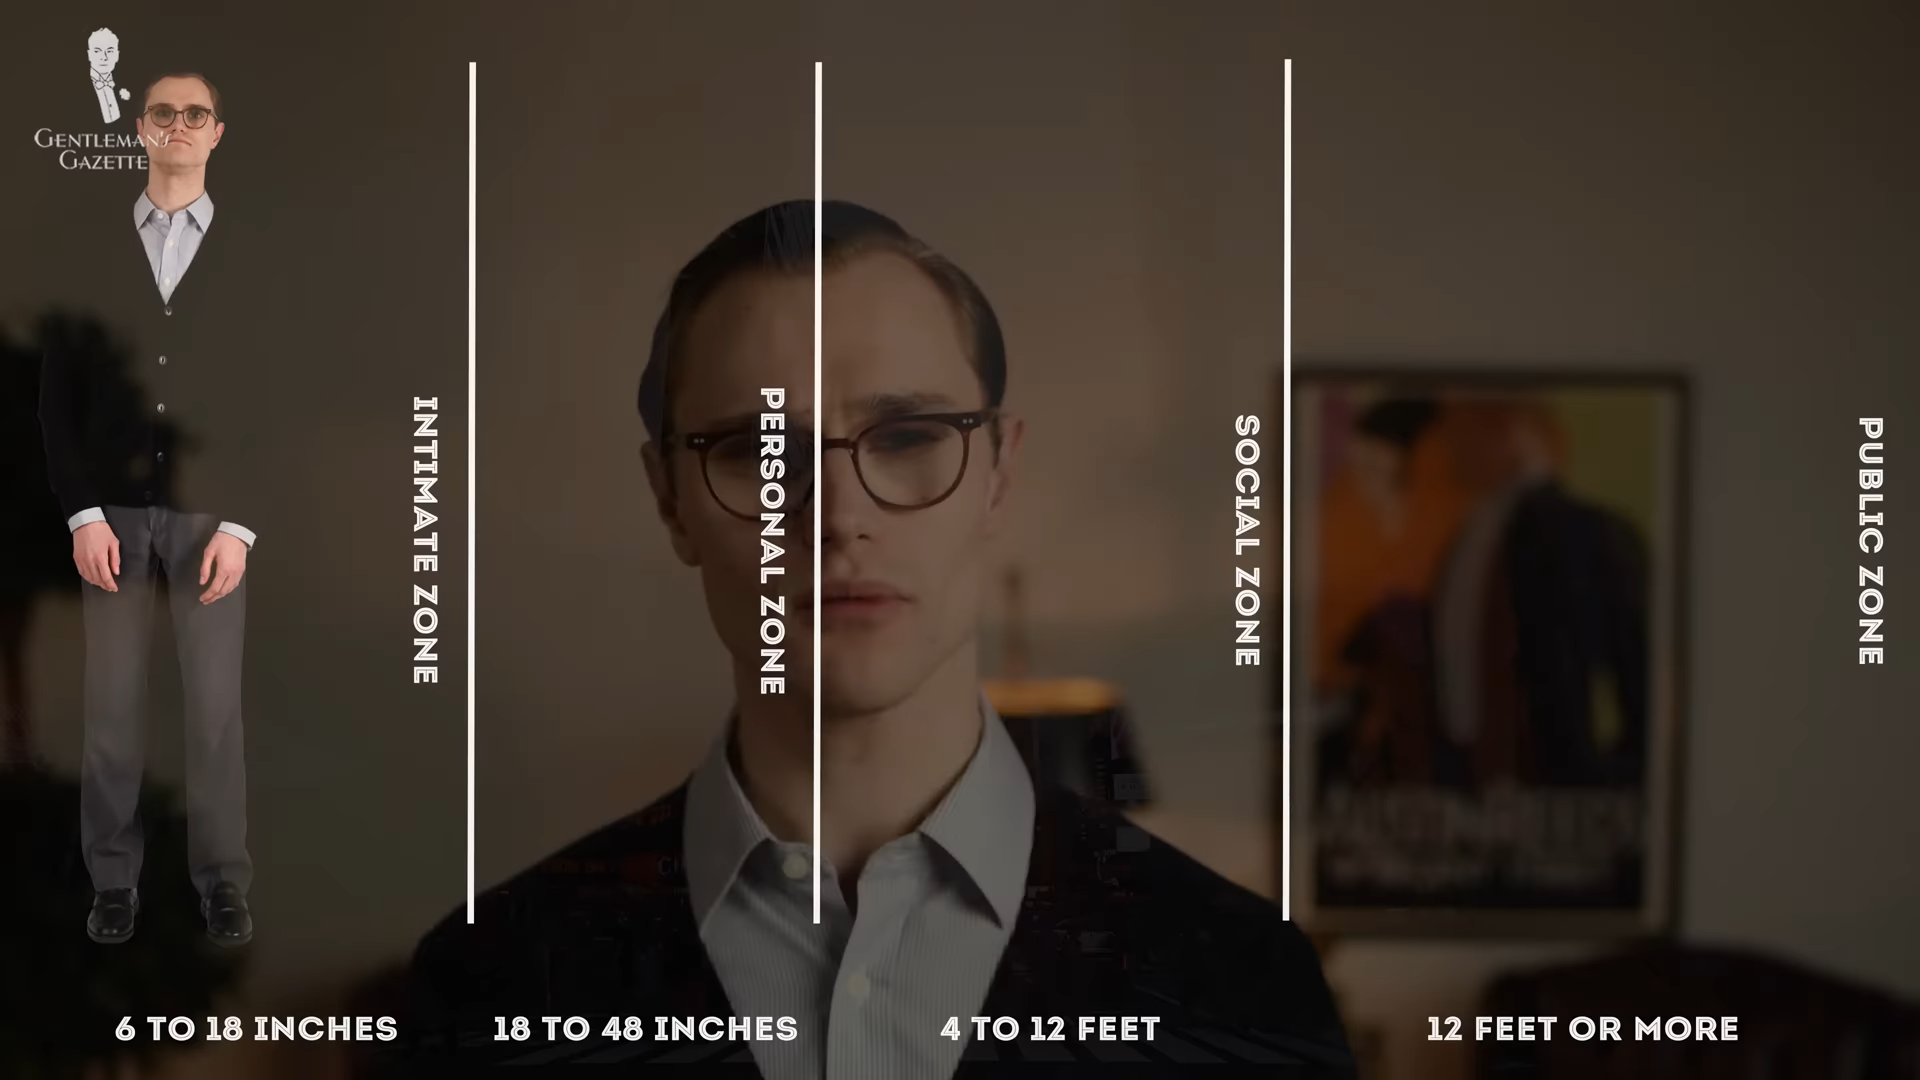 GENTLEMAN'S
GAZETTE
INTIMATE ZONE
PERSONAL ZONE
SOCIAL ZONE
PUBLIC ZONE
6 TO 18 INCHES
18 TO 48 INCHES
4 TO 12 FEET
12 FEET OR MORE